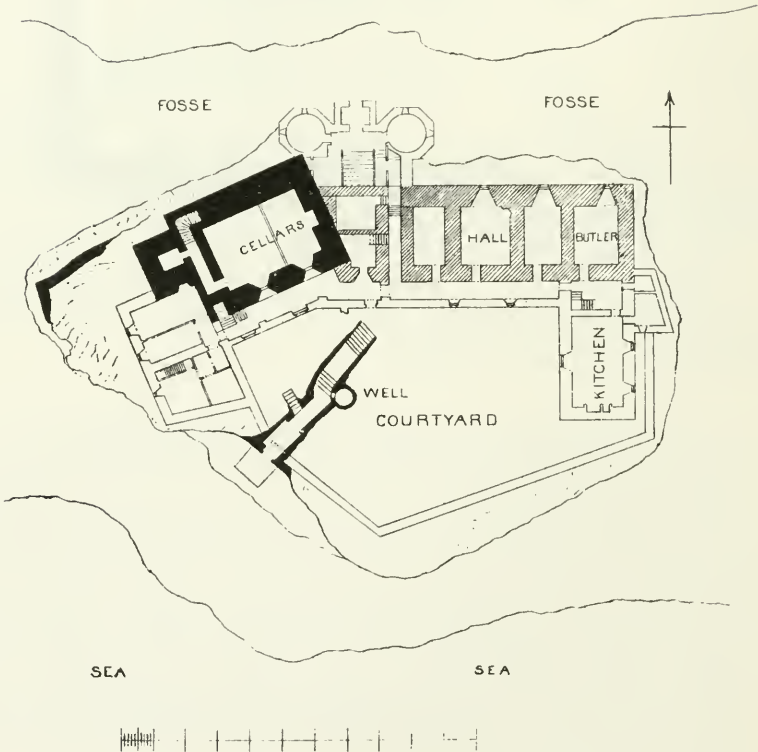 FOSSE
FOSSE
CELLARS
HALL
BUTLER
KITCHEN
WELL
COURTYARD
SEA
SEA